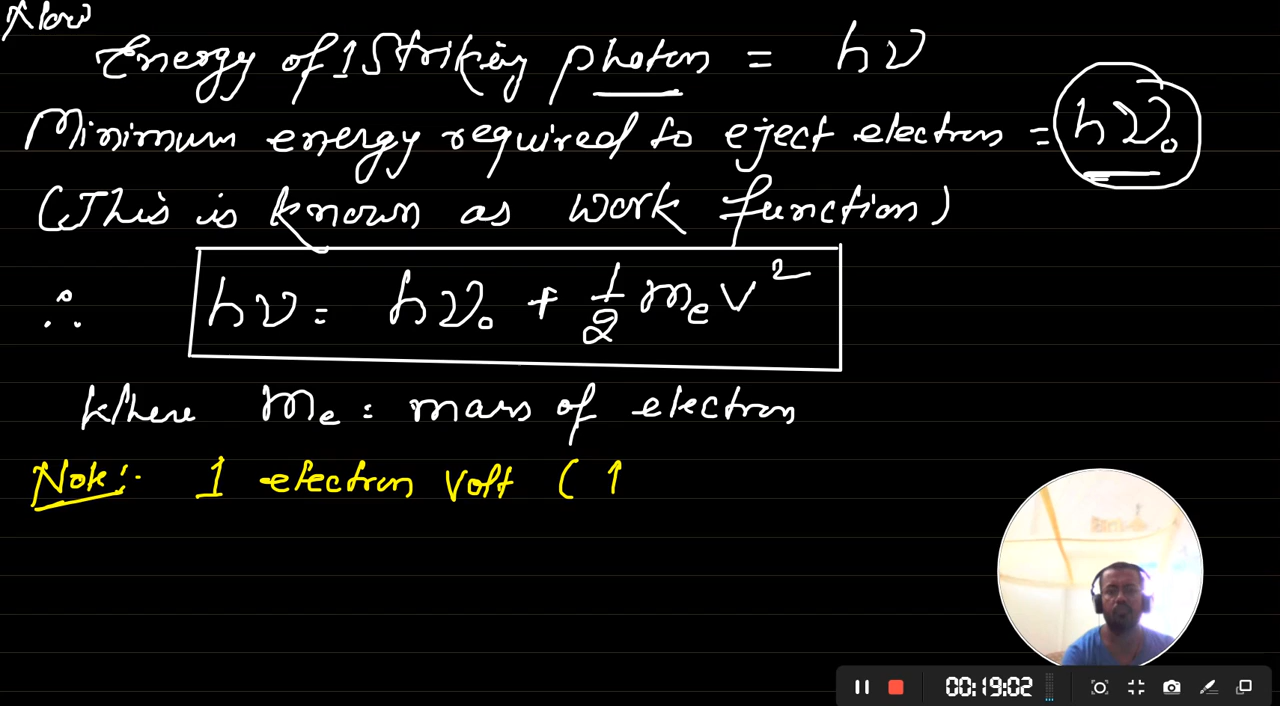 Now
Energy of 1 Striking photon = hν
Minimum energy required to eject electron = hν₀
(This is known as work function)
∴ hν = hν₀ + 1/2 mₑv²
Where mₑ = mass of electron
Note:- 1 electron volt ( 1
00:19:02